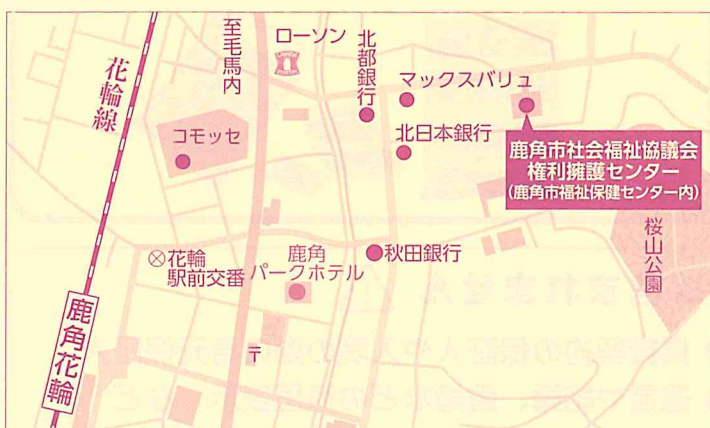 至毛馬内
ローソン
北都銀行
マックスバリュ
花輪線
コモッセ
北日本銀行
鹿角市社会福祉協議会
権利擁護センター
(鹿角市福祉保健センター内)
桜山公園
花輪
駅前交番
鹿角
パークホテル
秋田銀行
鹿角花輪
〒